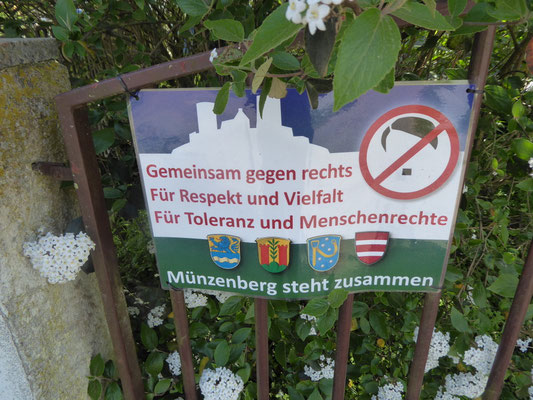 Gemeinsam gegen rechts
Für Respekt und Vielfalt
Für Toleranz und Menschenrechte
Münzenberg steht zusammen